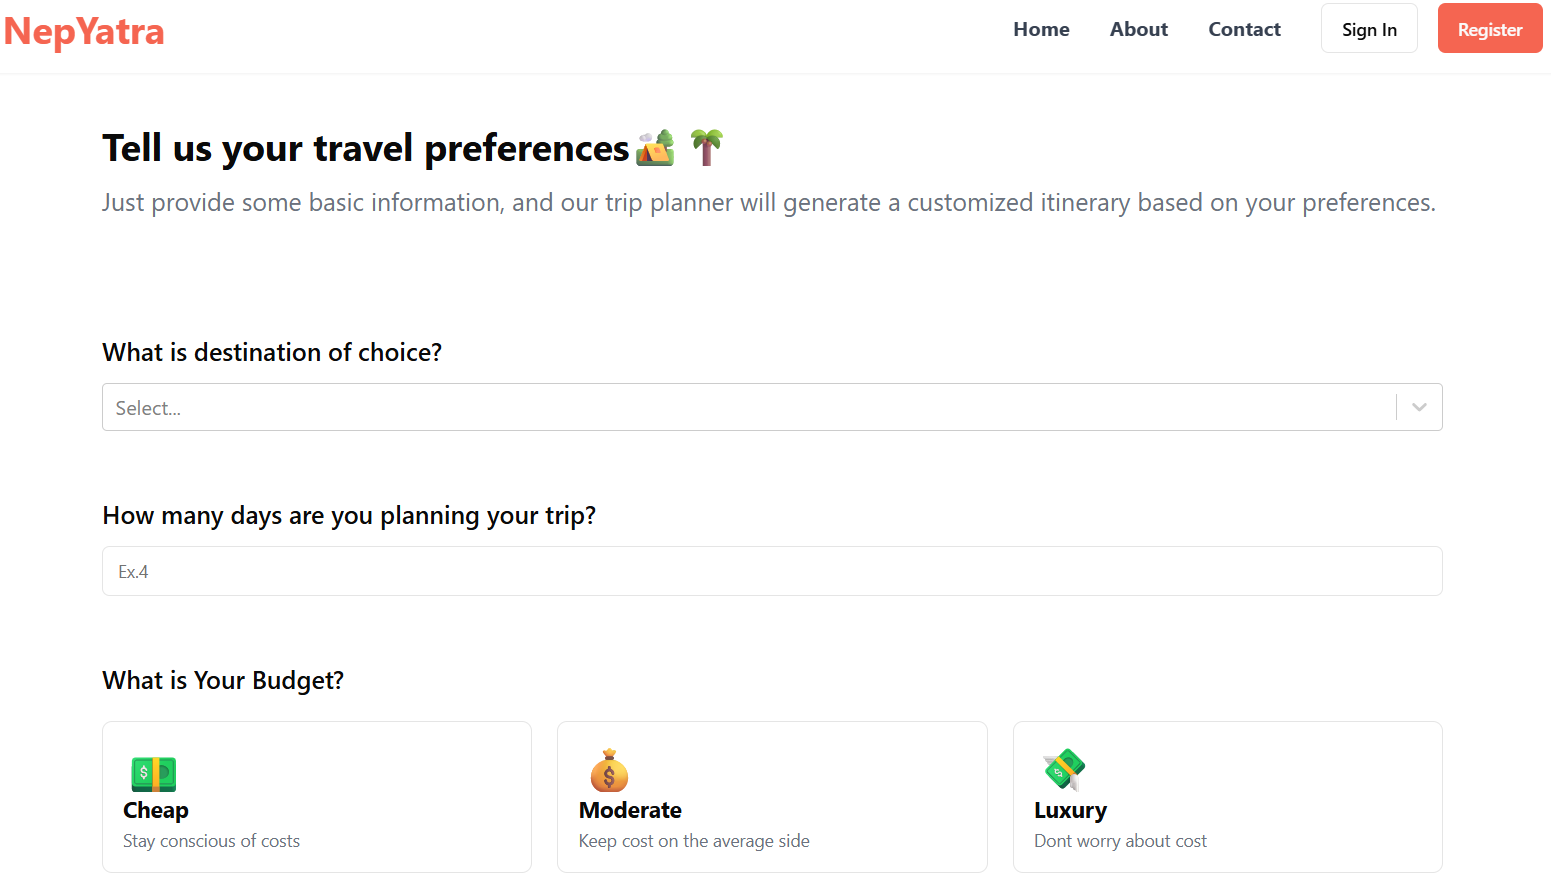 NepYatra
Home About Contact Sign In Register
Tell us your travel preferences🏕️ 🌴
Just provide some basic information, and our trip planner will generate a customized itinerary based on your preferences.
What is destination of choice?
Select...
How many days are you planning your trip?
Ex.4
What is Your Budget?
Cheap
Stay conscious of costs
Moderate
Keep cost on the average side
Luxury
Dont worry about cost